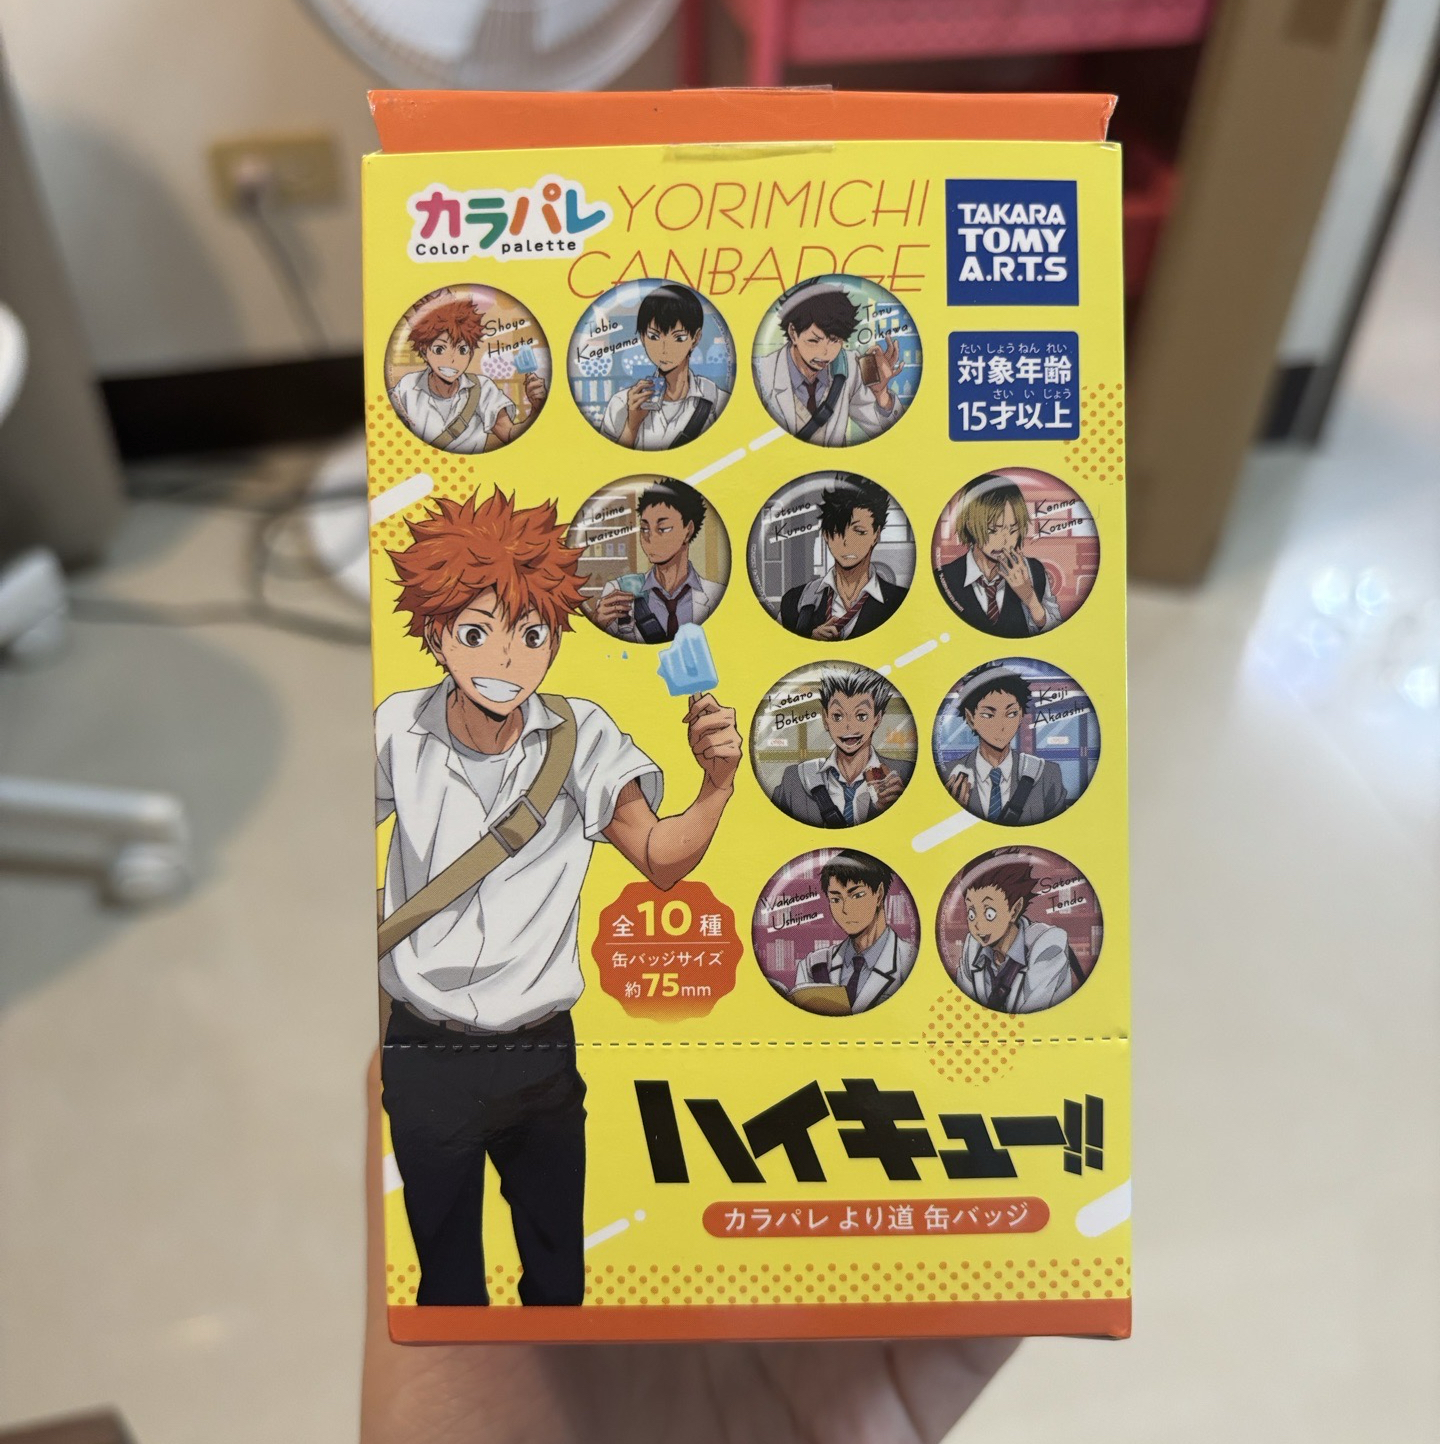 カラパレ
Color palette
YORIMICHI
CANBADGE
TAKARA
TOMY
A.R.T.S
たいしょうねんれい
対象年齢
さいいじょう
15才以上
Shoyo
Hinata
Tobio
Kageyama
Toru
Oikawa
Hajime
Iwaizumi
Tetsuro
Kuroo
Kenma
Kozume
Kotaro
Bokuto
Keiji
Akaashi
Wakatoshi
Ushijima
Satori
Tendo
全10種
缶バッジサイズ
約75mm
ハイキュー!!
カラパレ より道 缶バッジ